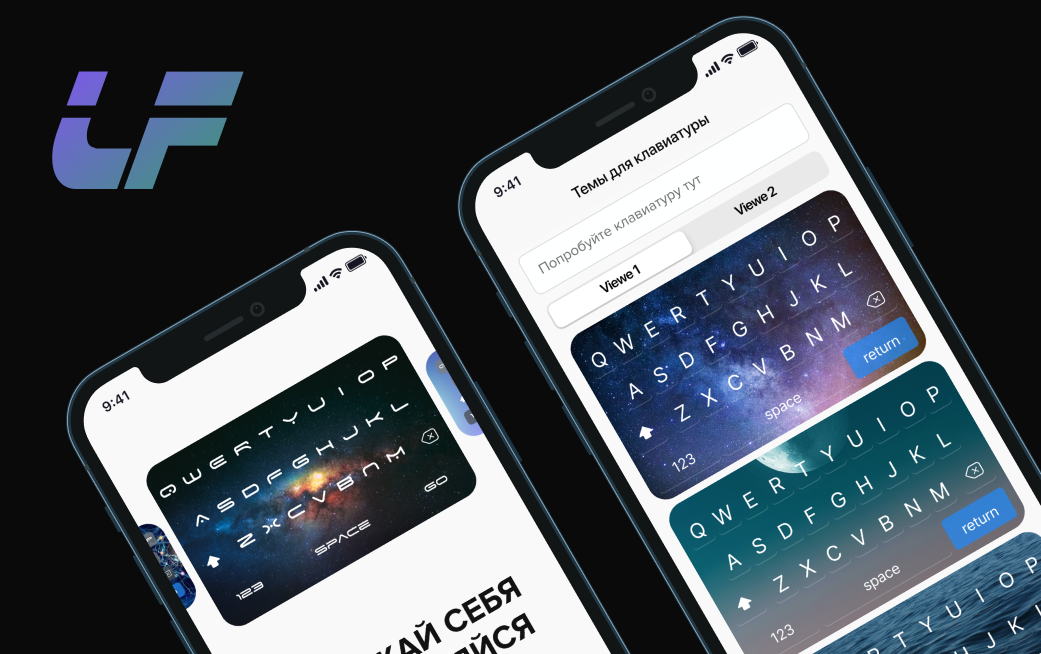 LF
9:41
Темы для клавиатуры
Попробуйте клавиатуру тут
Viewe 1 Viewe 2
Q W E R T Y U I O P
A S D F G H J K L
Z X C V B N M
123 space return
Q W E R T Y U I O P
A S D F G H J K L
Z X C V B N M
123 space return
R T Y U I O P
H J K L
9:41
Q W E R T Y U I O P
A S D F G H J K L
Z X C V B N M
123 SPACE GO
КАЙ СЕБЯ
ЙСЯ